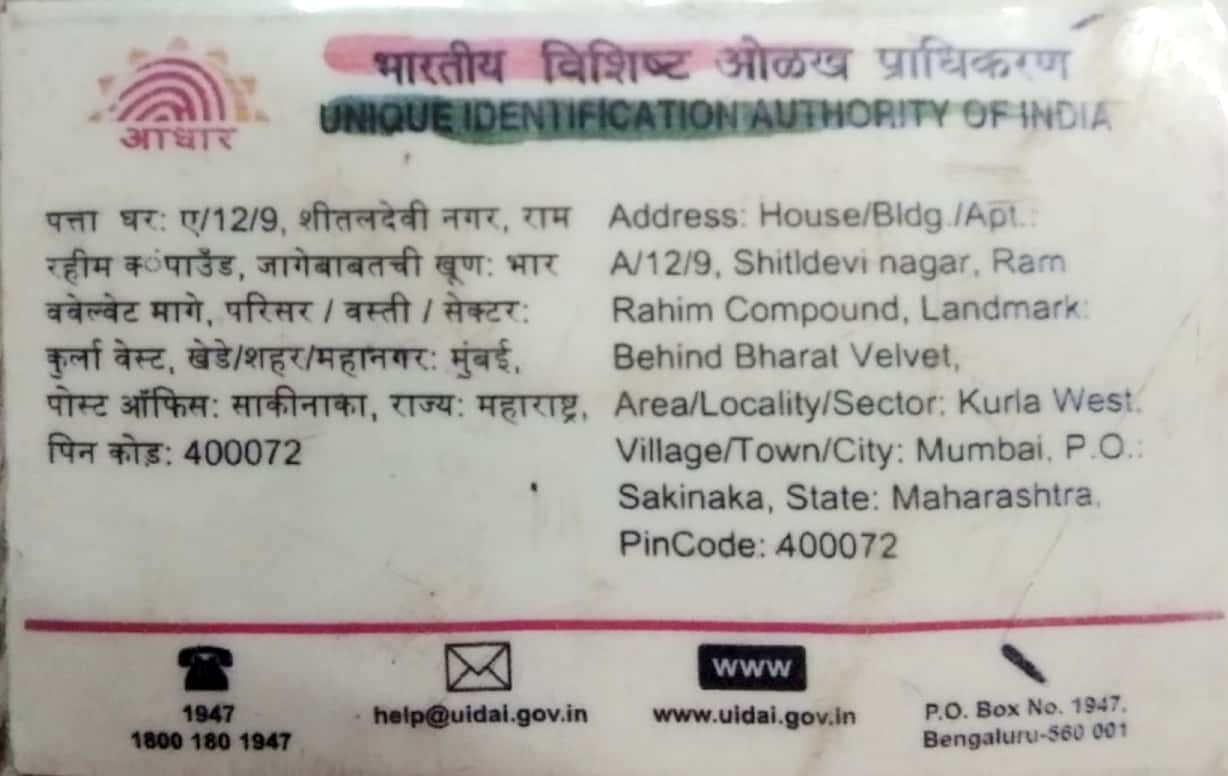 आधार
भारतीय विशिष्ट ओळख प्राधिकरण
UNIQUE IDENTIFICATION AUTHORITY OF INDIA
पत्ता घर: ए/12/9, शीतलदेवी नगर, राम
रहीम क्ंपाउँड, जागेबाबतची खूण: भार
ववेल्वेट मागे, परिसर / वस्ती / सेक्टर:
कुर्ला वेस्ट, खेडे/शहर/महानगर: मुंबई,
पोस्ट ऑफिस: साकीनाका, राज्य: महाराष्ट्र,
पिन कोड: 400072
Address: House/Bldg./Apt.:
A/12/9, Shitldevi nagar, Ram
Rahim Compound, Landmark:
Behind Bharat Velvet,
Area/Locality/Sector: Kurla West,
Village/Town/City: Mumbai, P.O.:
Sakinaka, State: Maharashtra,
PinCode: 400072
1947
1800 180 1947
help@uidai.gov.in
WWW
www.uidai.gov.in
P.O. Box No. 1947,
Bengaluru-560 001